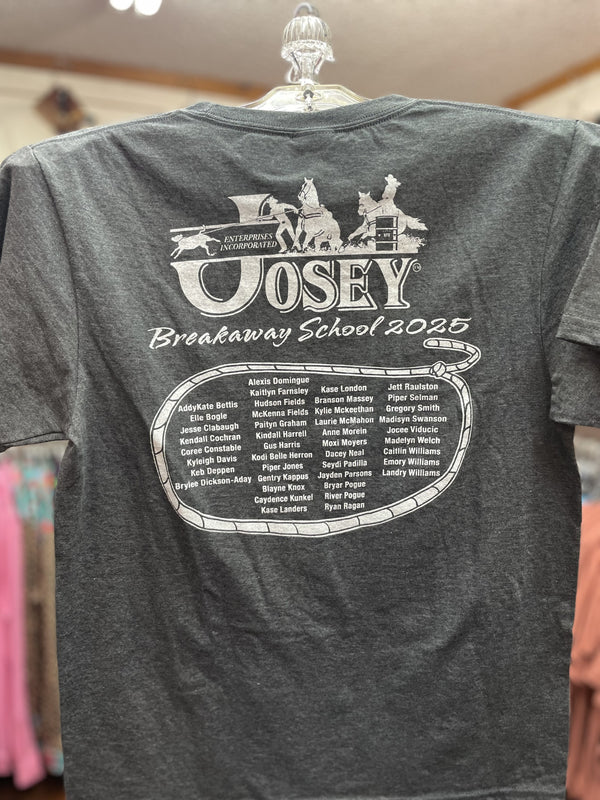 ENTERPRISES
INCORPORATED
JOSEY
Breakaway School 2025
AddyKate Bettis
Elle Bogle
Jesse Clabaugh
Kendall Cochran
Coree Constable
Kyleigh Davis
Keb Deppen
Brylee Dickson-Aday
Alexis Domingue
Kaitlyn Farnsley
Hudson Fields
McKenna Fields
Paityn Graham
Kindall Harrell
Gus Harris
Kodi Belle Herron
Piper Jones
Gentry Kappus
Blayne Knox
Caydence Kunkel
Kase Landers
Kase London
Branson Massey
Kylie Mckeethan
Laurie McMahon
Anne Morein
Moxi Moyers
Dacey Neal
Seydi Padilla
Jayden Parsons
Bryar Pogue
River Pogue
Ryan Ragan
Jett Raulston
Piper Selman
Gregory Smith
Madisyn Swanson
Jocee Viducic
Madelyn Welch
Caitlin Williams
Emory Williams
Landry Williams